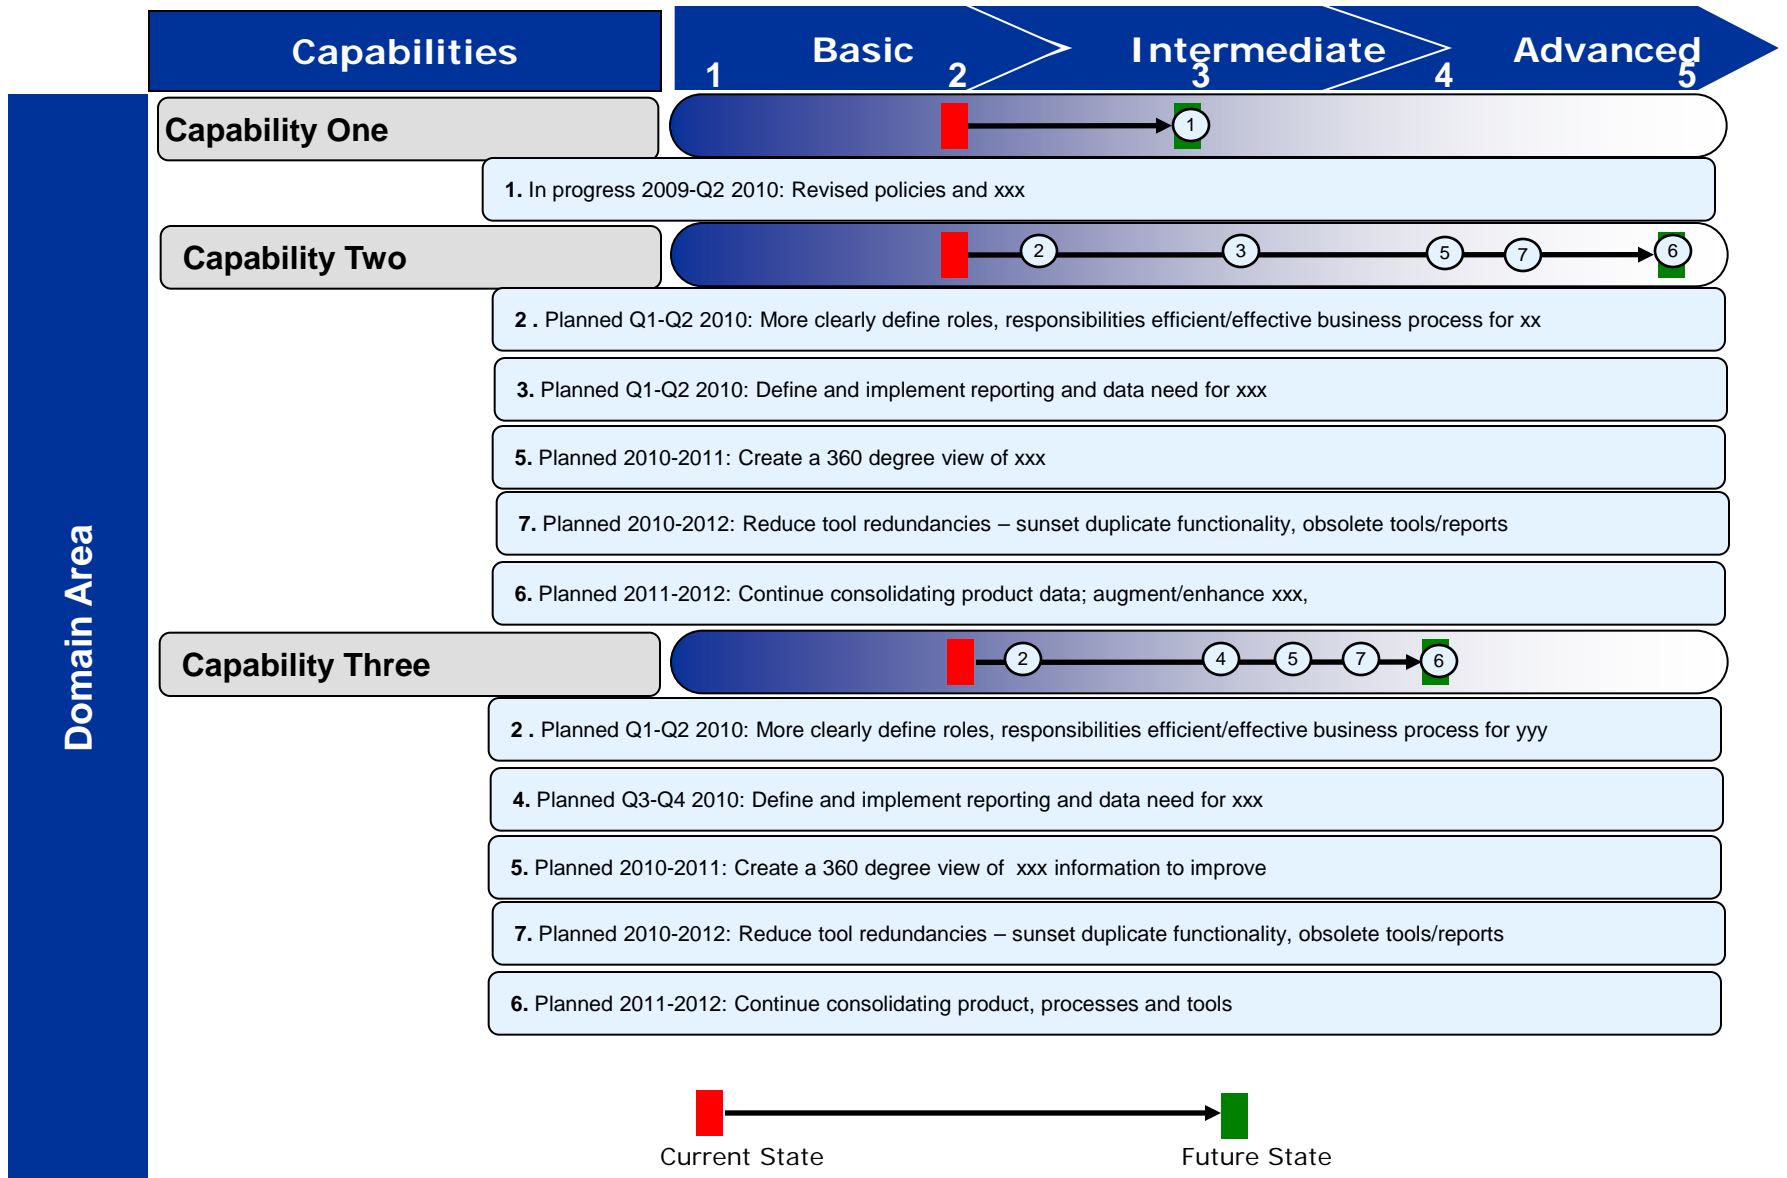 Capabilities
Basic
Intermediate
Advanced
1
2
3
4
5
Domain Area
Capability One
1
1. In progress 2009-Q2 2010: Revised policies and xxx
Capability Two
2
3
5
7
6
2 . Planned Q1-Q2 2010: More clearly define roles, responsibilities efficient/effective business process for xx
3. Planned Q1-Q2 2010: Define and implement reporting and data need for xxx
5. Planned 2010-2011: Create a 360 degree view of xxx
7. Planned 2010-2012: Reduce tool redundancies – sunset duplicate functionality, obsolete tools/reports
6. Planned 2011-2012: Continue consolidating product data; augment/enhance xxx,
Capability Three
2
4
5
7
6
2 . Planned Q1-Q2 2010: More clearly define roles, responsibilities efficient/effective business process for yyy
4. Planned Q3-Q4 2010: Define and implement reporting and data need for xxx
5. Planned 2010-2011: Create a 360 degree view of  xxx information to improve
7. Planned 2010-2012: Reduce tool redundancies – sunset duplicate functionality, obsolete tools/reports
6. Planned 2011-2012: Continue consolidating product, processes and tools
Current State
Future State